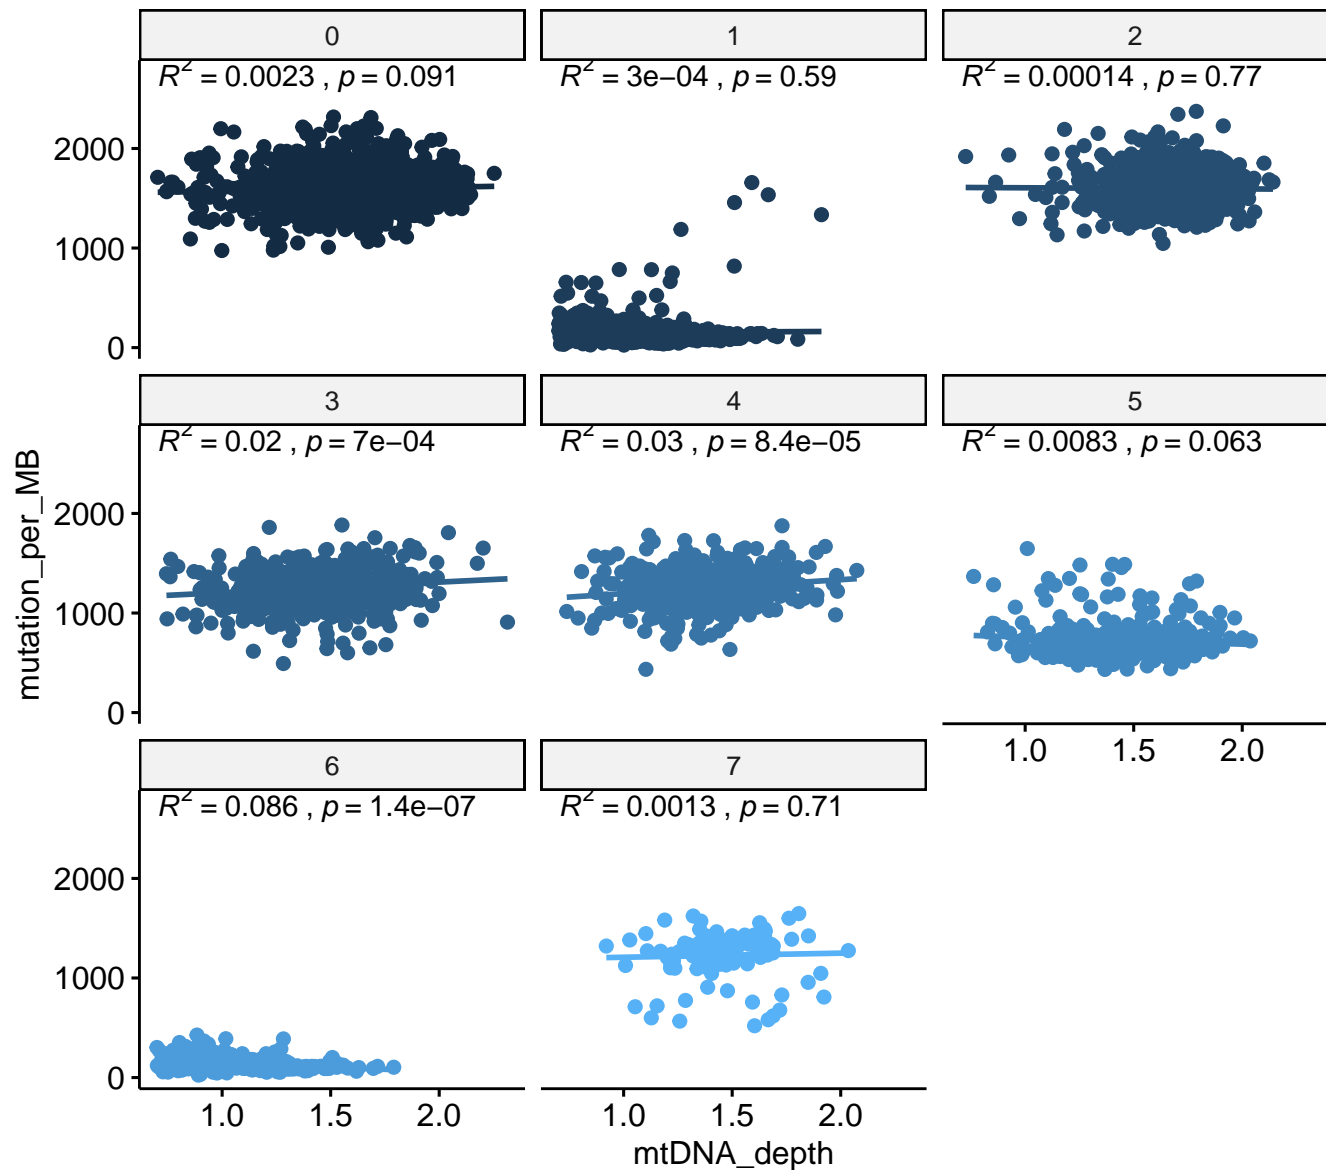 0
1
2
R² = 0.0023 , p = 0.091
R² = 3e−04 , p = 0.59
R² = 0.00014 , p = 0.77
2000
1000
0
3
4
5
R² = 0.02 , p = 7e−04
R² = 0.03 , p = 8.4e−05
R² = 0.0083 , p = 0.063
mutation_per_MB
2000
1000
0
1.0 1.5 2.0
6
7
R² = 0.086 , p = 1.4e−07
R² = 0.0013 , p = 0.71
2000
1000
0
1.0 1.5 2.0
1.0 1.5 2.0
mtDNA_depth